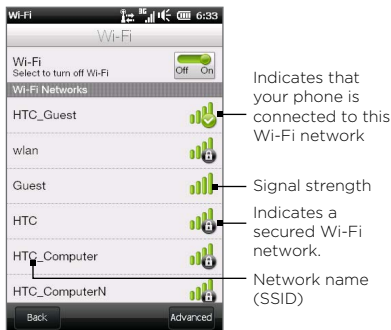 Wi-Fi 3G 6:33
Wi-Fi
Wi-Fi
Select to turn off Wi-Fi
Off On
Wi-Fi Networks
HTC_Guest
wlan
Guest
HTC
HTC_Computer
HTC_ComputerN
Back Advanced
Indicates that
your phone is
connected to this
Wi-Fi network
Signal strength
Indicates a
secured Wi-Fi
network.
Network name
(SSID)